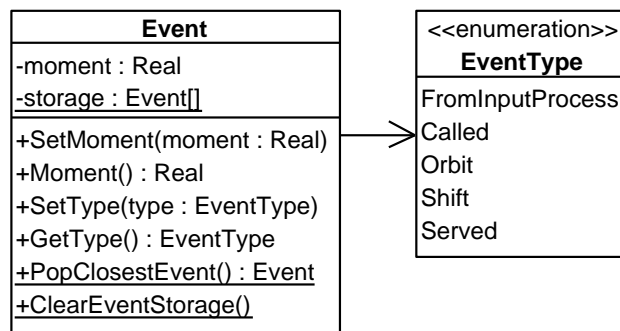 Event
-moment : Real
-storage : Event[]
+SetMoment(moment : Real)
+Moment() : Real
+SetType(type : EventType)
+GetType() : EventType
+PopClosestEvent() : Event
+ClearEventStorage()
<<enumeration>>
EventType
FromInputProcess
Called
Orbit
Shift
Served